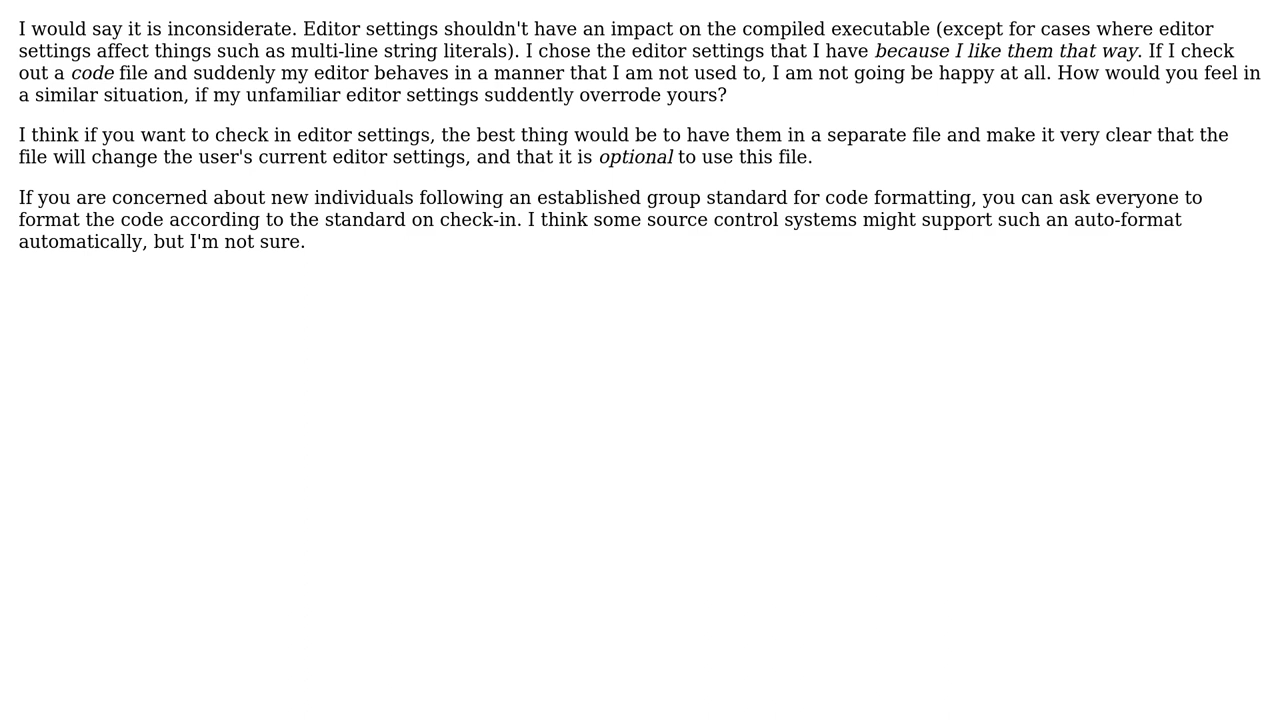 I would say it is inconsiderate. Editor settings shouldn't have an impact on the compiled executable (except for cases where editor
settings affect things such as multi-line string literals). I chose the editor settings that I have because I like them that way. If I check
out a code file and suddenly my editor behaves in a manner that I am not used to, I am not going be happy at all. How would you feel in
a similar situation, if my unfamiliar editor settings suddently overrode yours?
I think if you want to check in editor settings, the best thing would be to have them in a separate file and make it very clear that the
file will change the user's current editor settings, and that it is optional to use this file.
If you are concerned about new individuals following an established group standard for code formatting, you can ask everyone to
format the code according to the standard on check-in. I think some source control systems might support such an auto-format
automatically, but I'm not sure.